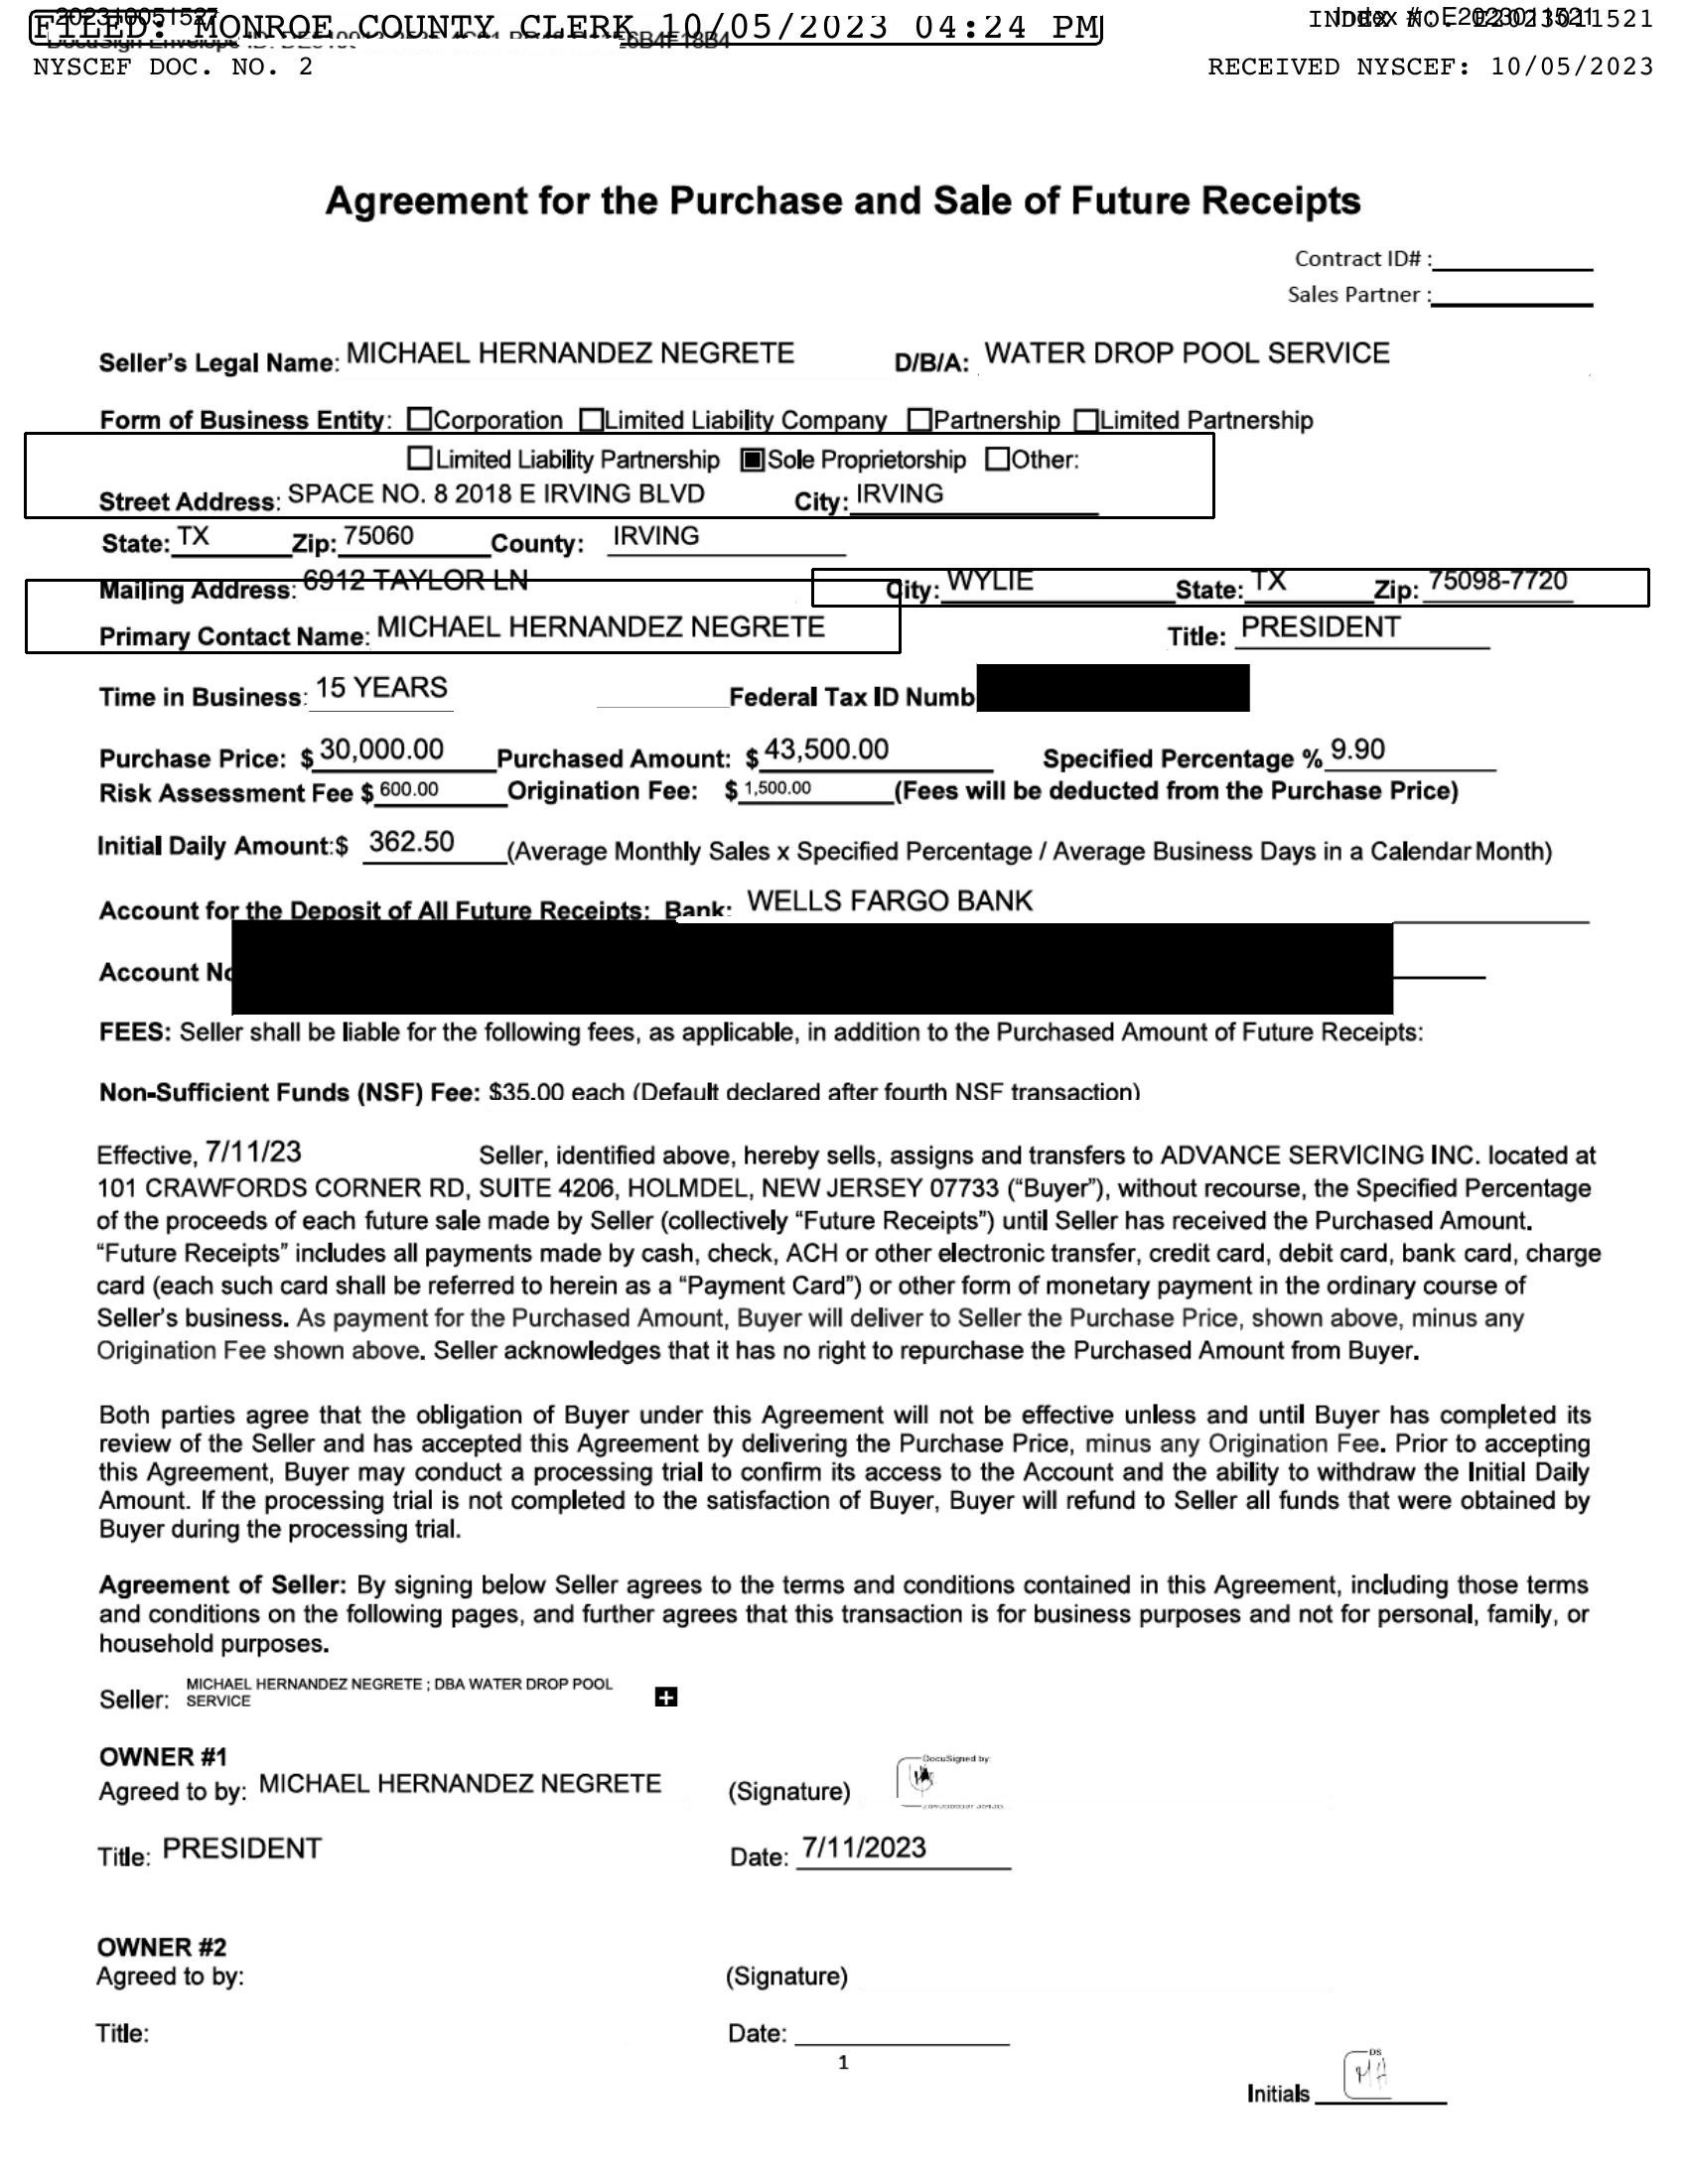 FILED: MONROE COUNTY CLERK 10/05/2023 04:24 PM
202310051527
INDEX NO. E2023011521
Index #: E2023011521
DocuSign Envelope ID:
NYSCEF DOC. NO. 2
RECEIVED NYSCEF: 10/05/2023
Agreement for the Purchase and Sale of Future Receipts
Contract ID# :
Sales Partner :
Seller's Legal Name: MICHAEL HERNANDEZ NEGRETE D/B/A: WATER DROP POOL SERVICE
Form of Business Entity: Corporation Limited Liability Company Partnership Limited Partnership
Limited Liability Partnership Sole Proprietorship Other:
Street Address: SPACE NO. 8 2018 E IRVING BLVD City: IRVING
State: TX Zip: 75060 County: IRVING
Mailing Address: 6912 TAYLOR LN City: WYLIE State: TX Zip: 75098-7720
Primary Contact Name: MICHAEL HERNANDEZ NEGRETE Title: PRESIDENT
Time in Business: 15 YEARS Federal Tax ID Numb
Purchase Price: $ 30,000.00 Purchased Amount: $ 43,500.00 Specified Percentage % 9.90
Risk Assessment Fee $ 600.00 Origination Fee: $ 1,500.00 (Fees will be deducted from the Purchase Price)
Initial Daily Amount:$ 362.50 (Average Monthly Sales x Specified Percentage / Average Business Days in a Calendar Month)
Account for the Deposit of All Future Receipts: Bank: WELLS FARGO BANK
Account No
FEES: Seller shall be liable for the following fees, as applicable, in addition to the Purchased Amount of Future Receipts:
Non-Sufficient Funds (NSF) Fee: $35.00 each (Default declared after fourth NSF transaction)
Effective, 7/11/23 Seller, identified above, hereby sells, assigns and transfers to ADVANCE SERVICING INC. located at
101 CRAWFORDS CORNER RD, SUITE 4206, HOLMDEL, NEW JERSEY 07733 ("Buyer"), without recourse, the Specified Percentage
of the proceeds of each future sale made by Seller (collectively "Future Receipts") until Seller has received the Purchased Amount.
"Future Receipts" includes all payments made by cash, check, ACH or other electronic transfer, credit card, debit card, bank card, charge
card (each such card shall be referred to herein as a "Payment Card") or other form of monetary payment in the ordinary course of
Seller's business. As payment for the Purchased Amount, Buyer will deliver to Seller the Purchase Price, shown above, minus any
Origination Fee shown above. Seller acknowledges that it has no right to repurchase the Purchased Amount from Buyer.
Both parties agree that the obligation of Buyer under this Agreement will not be effective unless and until Buyer has completed its
review of the Seller and has accepted this Agreement by delivering the Purchase Price, minus any Origination Fee. Prior to accepting
this Agreement, Buyer may conduct a processing trial to confirm its access to the Account and the ability to withdraw the Initial Daily
Amount. If the processing trial is not completed to the satisfaction of Buyer, Buyer will refund to Seller all funds that were obtained by
Buyer during the processing trial.
Agreement of Seller: By signing below Seller agrees to the terms and conditions contained in this Agreement, including those terms
and conditions on the following pages, and further agrees that this transaction is for business purposes and not for personal, family, or
household purposes.
Seller: MICHAEL HERNANDEZ NEGRETE ; DBA WATER DROP POOL
SERVICE
OWNER #1
Agreed to by: MICHAEL HERNANDEZ NEGRETE (Signature) DocuSigned by
Title: PRESIDENT Date: 7/11/2023
OWNER #2
Agreed to by: (Signature)
Title: Date:
1
DS
Initials MH